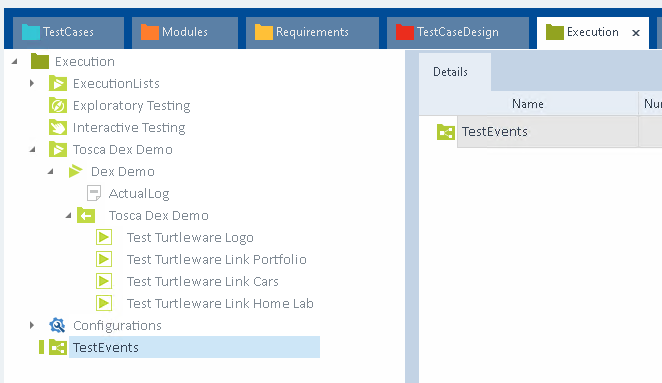 TestCases Modules Requirements TestCaseDesign Execution ×
Execution
ExecutionLists
Exploratory Testing
Interactive Testing
Tosca Dex Demo
Dex Demo
ActualLog
Tosca Dex Demo
Test Turtleware Logo
Test Turtleware Link Portfolio
Test Turtleware Link Cars
Test Turtleware Link Home Lab
Configurations
TestEvents
Details
Name Nu
TestEvents